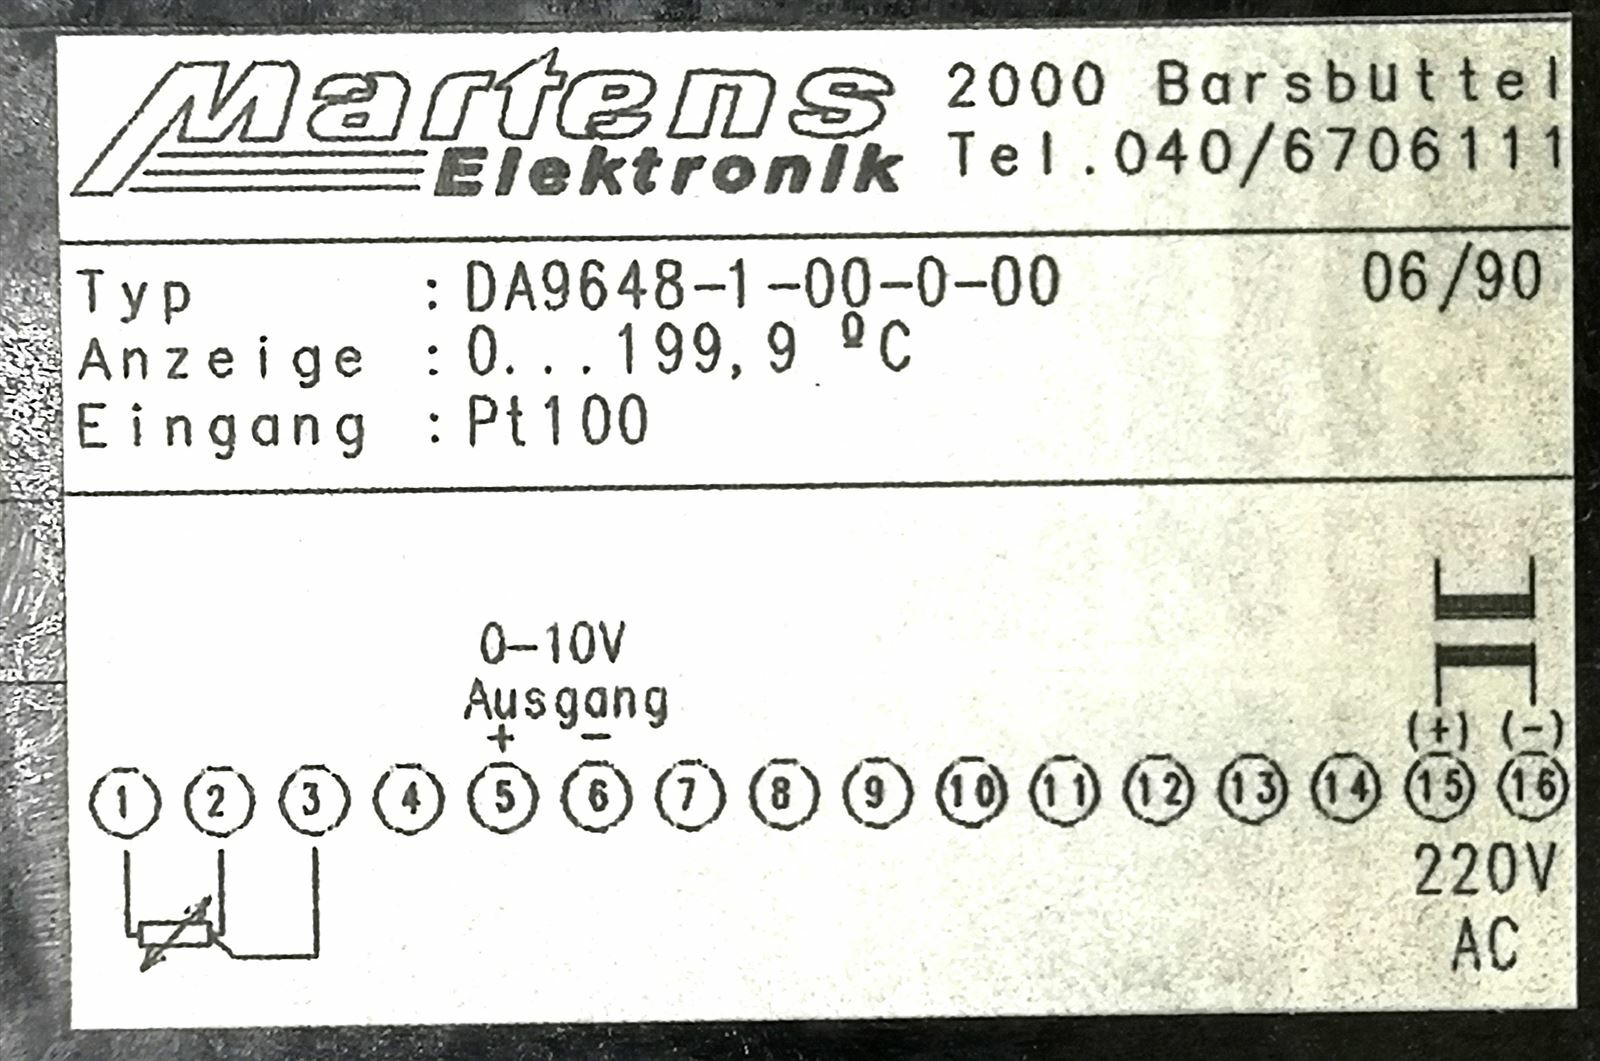 Martens
Elektronik
2000 Barsbuttel
Tel.040/6706111
Typ : DA9648-1-00-0-00 06/90
Anzeige : 0...199,9 ºC
Eingang : Pt100
0-10V
Ausgang
+ - (+) (-)
1 2 3 4 5 6 7 8 9 10 11 12 13 14 15 16
220V
AC